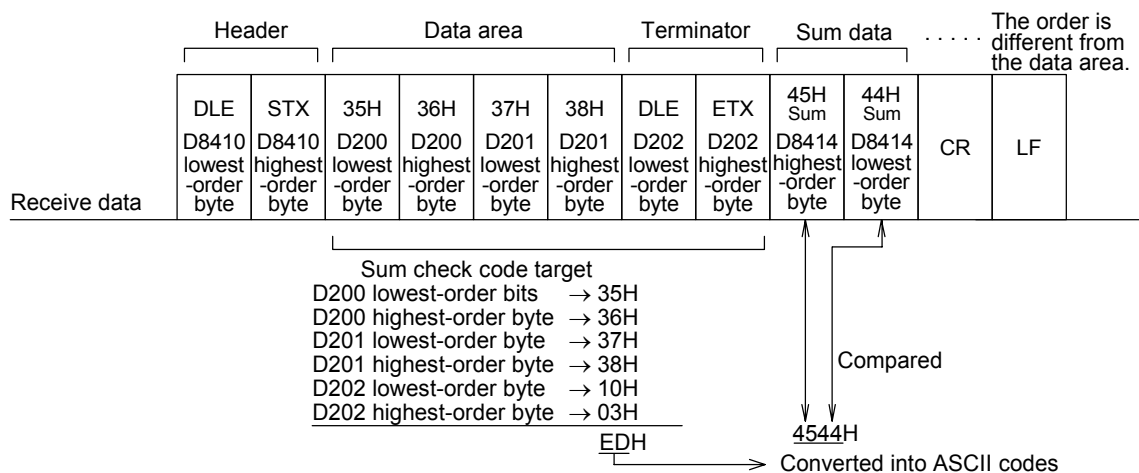 Header Data area Terminator Sum data . . . . . The order is
different from
the data area.
DLE STX 35H 36H 37H 38H DLE ETX 45H 44H
Sum Sum
D8410 D8410 D200 D200 D201 D201 D202 D202 D8414 D8414 CR LF
lowest highest lowest highest lowest highest lowest highest highest lowest
-order -order -order -order -order -order -order -order -order -order
Receive data byte byte byte byte byte byte byte byte byte byte
Sum check code target
D200 lowest-order bits → 35H
D200 highest-order byte → 36H
D201 lowest-order byte → 37H
D201 highest-order byte → 38H
Compared
D202 lowest-order byte → 10H
D202 highest-order byte → 03H
EDH 4544H
Converted into ASCII codes